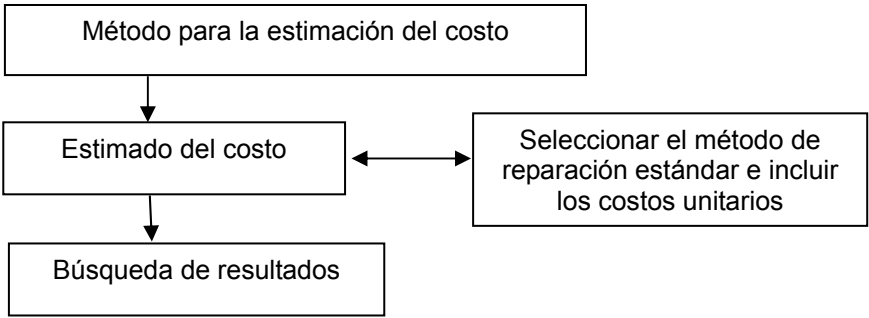 Método para la estimación del costo
Estimado del costo
Seleccionar el método de
reparación estándar e incluir
los costos unitarios
Búsqueda de resultados